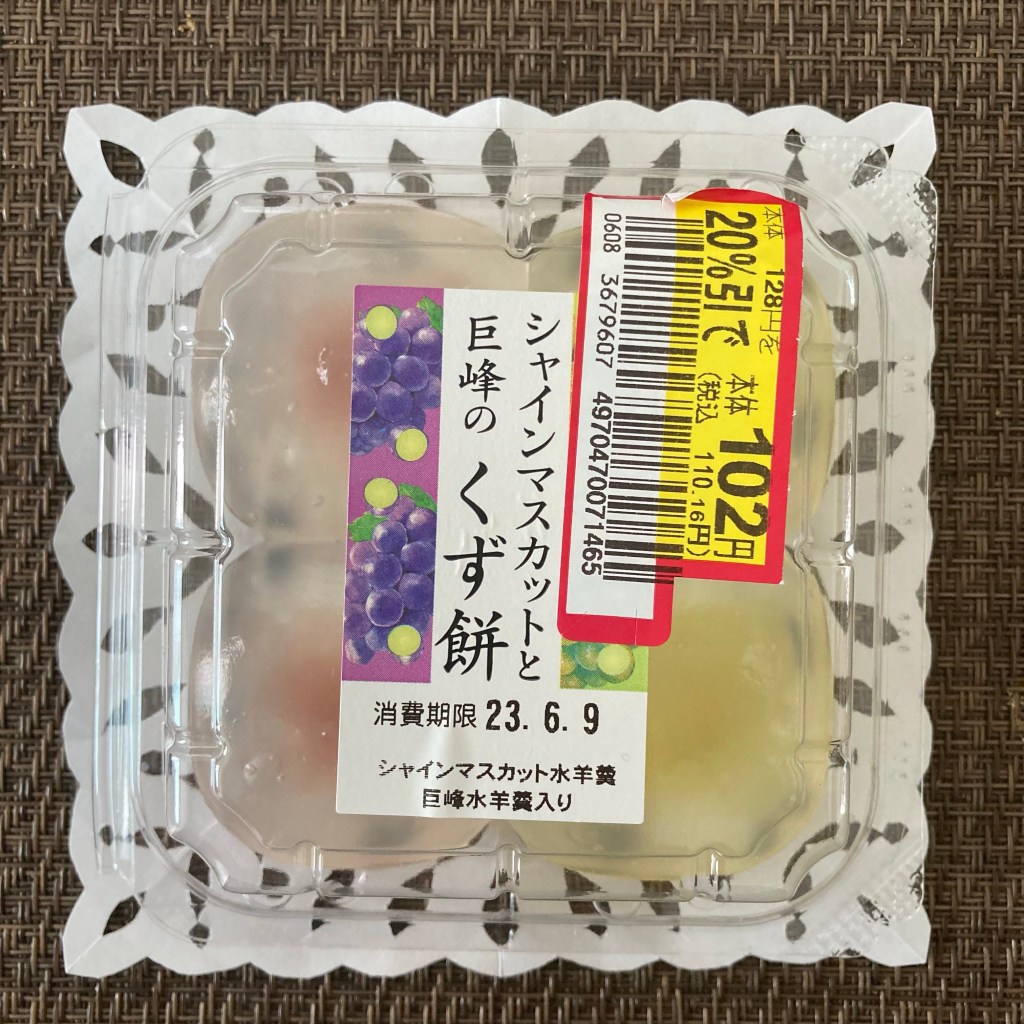 シャインマスカットと
巨峰の くず餅
消費期限 23. 6. 9
シャインマスカット水羊羹
巨峰水羊羹入り
本体 128円を
20%引で 本体 102円
(税込 110.16円)
0608 3679607 4970470071465